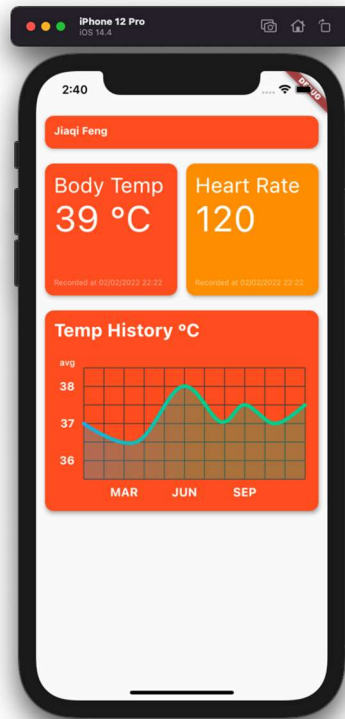 iPhone 12 Pro
iOS 14.4
2:40
DEBUG
Jiaqi Feng
Body Temp
39 °C
Recorded at 02/02/2022 22:22
Heart Rate
120
Recorded at 02/02/2022 22:22
Temp History °C
avg
38
37
36
MAR JUN SEP